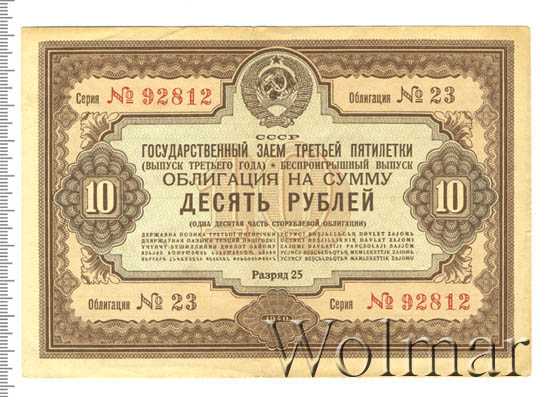 Серия № 92812 Облигация № 23
СССР
ГОСУДАРСТВЕННЫЙ ЗАЕМ ТРЕТЬЕЙ ПЯТИЛЕТКИ
(ВЫПУСК ТРЕТЬЕГО ГОДА) * БЕСПРОИГРЫШНЫЙ ВЫПУСК
ОБЛИГАЦИЯ НА СУММУ
10 ДЕСЯТЬ РУБЛЕЙ 10
(ОДНА ДЕСЯТАЯ ЧАСТЬ СТОРУБЛЕВОЙ ОБЛИГАЦИИ)
Разряд 25
Облигация № 23 Серия № 92812
1940
Wolmar